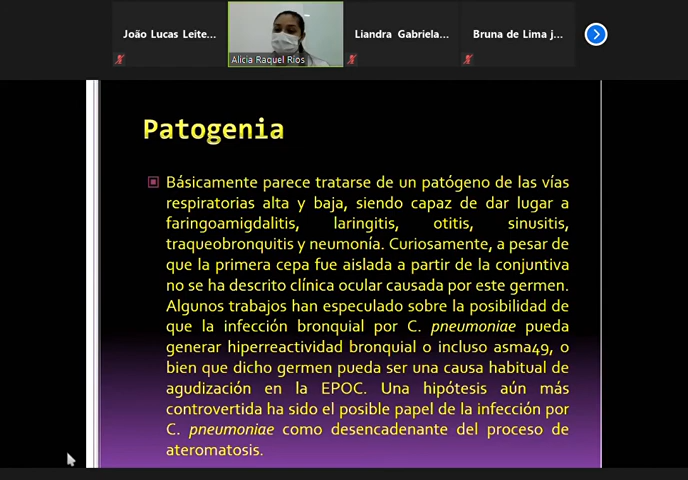 João Lucas Leite...
Liandra Gabriela...
Bruna de Lima j...
Alicia Raquel Rios
Patogenia
Básicamente parece tratarse de un patógeno de las vías
respiratorias alta y baja, siendo capaz de dar lugar a
faringoamigdalitis, laringitis, otitis, sinusitis,
traqueobronquitis y neumonía. Curiosamente, a pesar de
que la primera cepa fue aislada a partir de la conjuntiva
no se ha descrito clínica ocular causada por este germen.
Algunos trabajos han especulado sobre la posibilidad de
que la infección bronquial por C. pneumoniae pueda
generar hiperreactividad bronquial o incluso asma49, o
bien que dicho germen pueda ser una causa habitual de
agudización en la EPOC. Una hipótesis aún más
controvertida ha sido el posible papel de la infección por
C. pneumoniae como desencadenante del proceso de
ateromatosis.